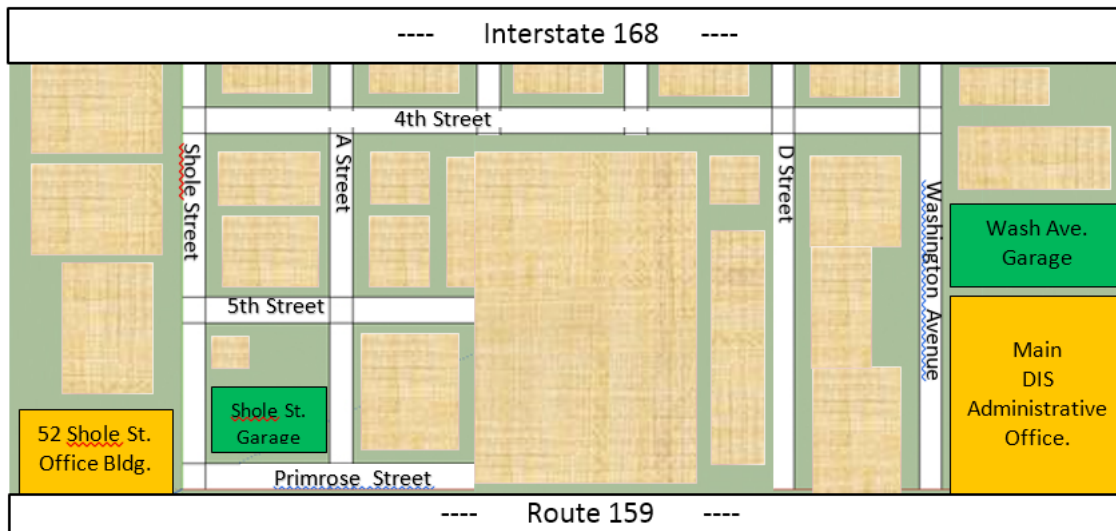 ---- Interstate 168 ----
4th Street
Shole Street
A Street
D Street
Washington Avenue
Wash Ave.
Garage
5th Street
Main
DIS
Administrative
Office.
Shole St.
Garage
52 Shole St.
Office Bldg.
Primrose Street
---- Route 159 ----